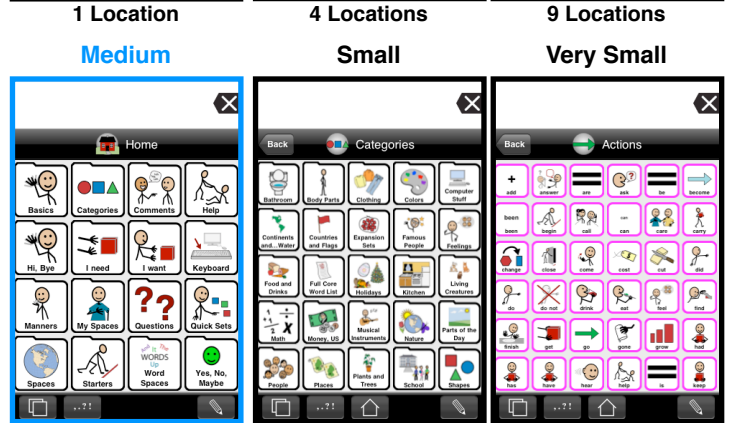 1 Location
4 Locations
9 Locations
Medium
Small
Very Small
Home
Basics
Categories
Comments
Help
Hi, Bye
I need
I want
Keyboard
Manners
My Spaces
??
Questions
Quick Sets
Spaces
Starters
WORDS
Up
Word
Spaces
Yes, No,
Maybe
,.?!
Back
Categories
Bathroom
Body Parts
Clothing
Colors
Computer
Stuff
Continents
and...Water
Countries
and Flags
Expansion
Sets
Famous
People
Feelings
Food and
Drinks
Full Core
Word List
Holidays
Kitchen
Living
Creatures
Math
Money, US
Musical
Instruments
Nature
Parts of the
Day
People
Places
Plants and
Trees
School
Shapes
,.?!
Back
Actions
+
add
answer
am
ask
be
become
been
been
begin
call
can
can
care
carry
change
close
come
cost
cut
did
do
do not
drink
eat
feel
find
finish
get
go
gone
grow
had
has
have
hear
help
is
keep
,.?!